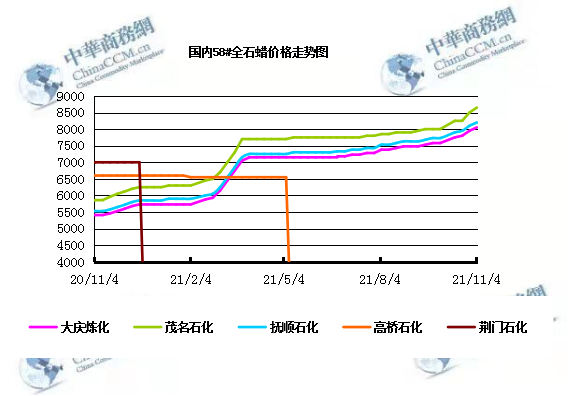 中華商務網
ChinaCCM.cn
China Commodity Marketplace
中華商務網
ChinaCCM.cn
China Commodity Marketplace
国内58#全石蜡价格走势图
9000
8500
8000
7500
7000
6500
6000
5500
5000
4500
4000
20/11/4 21/2/4 21/5/4 21/8/4 21/11/4
大庆炼化 茂名石化 抚顺石化 高桥石化 荆门石化